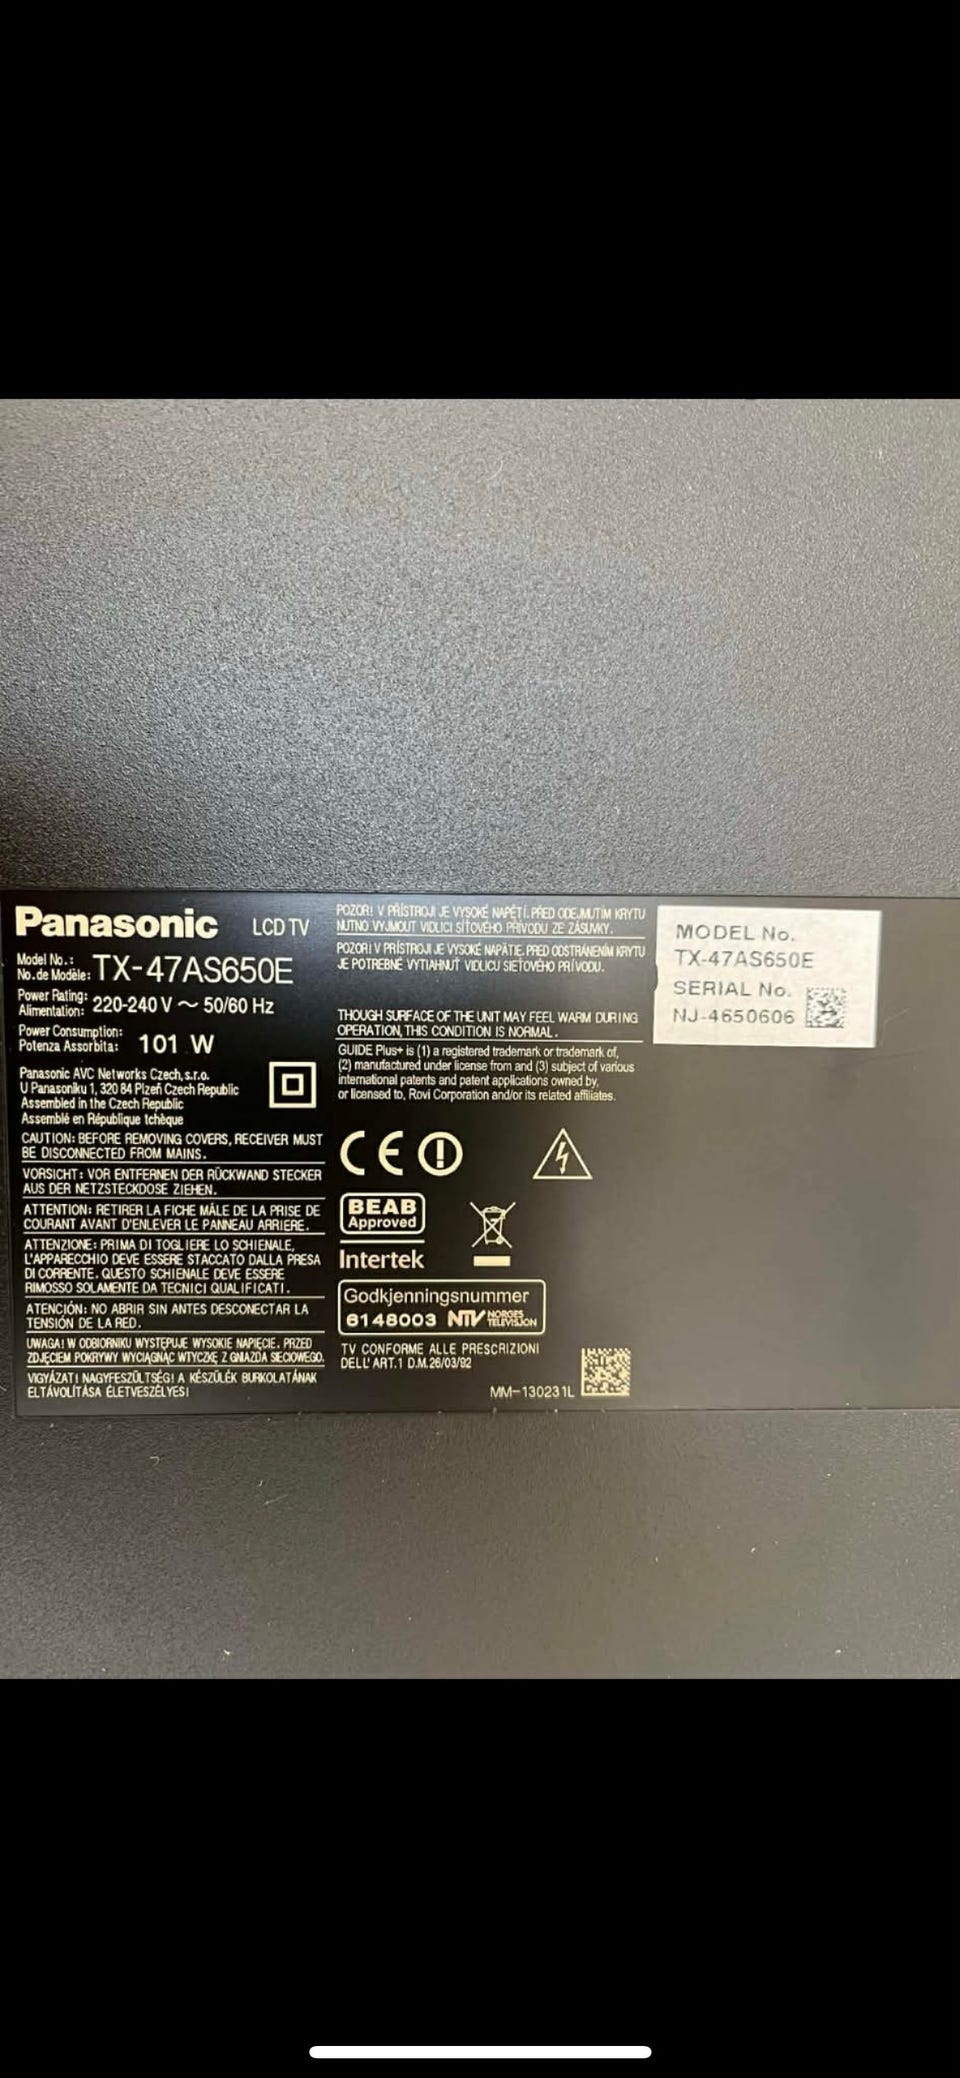 Panasonic LCD TV
Model No.:
No. de Modèle: TX-47AS650E
Power Rating:
Alimentation: 220-240 V ~ 50/60 Hz
Power Consumption:
Potenza Assorbita: 101 W
Panasonic AVC Networks Czech, s.r.o.
U Panasoniku 1, 320 84 Plzeň Czech Republic
Assembled in the Czech Republic
Assemblé en République tchèque
CAUTION: BEFORE REMOVING COVERS, RECEIVER MUST
BE DISCONNECTED FROM MAINS.
VORSICHT: VOR ENTFERNEN DER RÜCKWAND STECKER
AUS DER NETZSTECKDOSE ZIEHEN.
ATTENTION: RETIRER LA FICHE MÂLE DE LA PRISE DE
COURANT AVANT D'ENLEVER LE PANNEAU ARRIERE.
ATTENZIONE: PRIMA DI TOGLIERE LO SCHIENALE,
L'APPARECCHIO DEVE ESSERE STACCATO DALLA PRESA
DI CORRENTE. QUESTO SCHIENALE DEVE ESSERE
RIMOSSO SOLAMENTE DA TECNICI QUALIFICATI.
ATENCIÓN: NO ABRIR SIN ANTES DESCONECTAR LA
TENSIÓN DE LA RED.
UWAGA! W ODBIORNIKU WYSTĘPUJE WYSOKIE NAPIĘCIE. PRZED
ZDJĘCIEM POKRYWY WYCIĄGNĄC WTYCZKĘ Z GNIAZDA SIECIOWEGO.
VIGYÁZAT! NAGYFESZÜLTSÉG! A KÉSZÜLÉK BURKOLATÁNAK
ELTÁVOLÍTÁSA ÉLETVESZÉLYES!
POZOR! V PŘÍSTROJI JE VYSOKÉ NAPĚTÍ. PŘED ODEJMUTÍM KRYTU
NUTNO VYJMOUT VIDLICI SÍŤOVÉHO PŘÍVODU ZE ZÁSUVKY.
POZOR! V PRÍSTROJI JE VYSOKÉ NAPÄTIE. PRED ODSTRÁNENÍM KRYTU
JE POTREBNÉ VYTIAHNUŤ VIDLICU SIEŤOVÉHO PRÍVODU.
THOUGH SURFACE OF THE UNIT MAY FEEL WARM DURING
OPERATION, THIS CONDITION IS NORMAL.
GUIDE Plus+ is (1) a registered trademark or trademark of,
(2) manufactured under license from and (3) subject of various
international patents and patent applications owned by,
or licensed to, Rovi Corporation and/or its related affiliates.
CE
BEAB
Approved
Intertek
Godkjenningsnummer
6148003 NTV NORGES
TELEVISJON
TV CONFORME ALLE PRESCRIZIONI
DELL' ART.1 D.M.26/03/92
MM-130231L
MODEL No.
TX-47AS650E
SERIAL No.
NJ-4650606